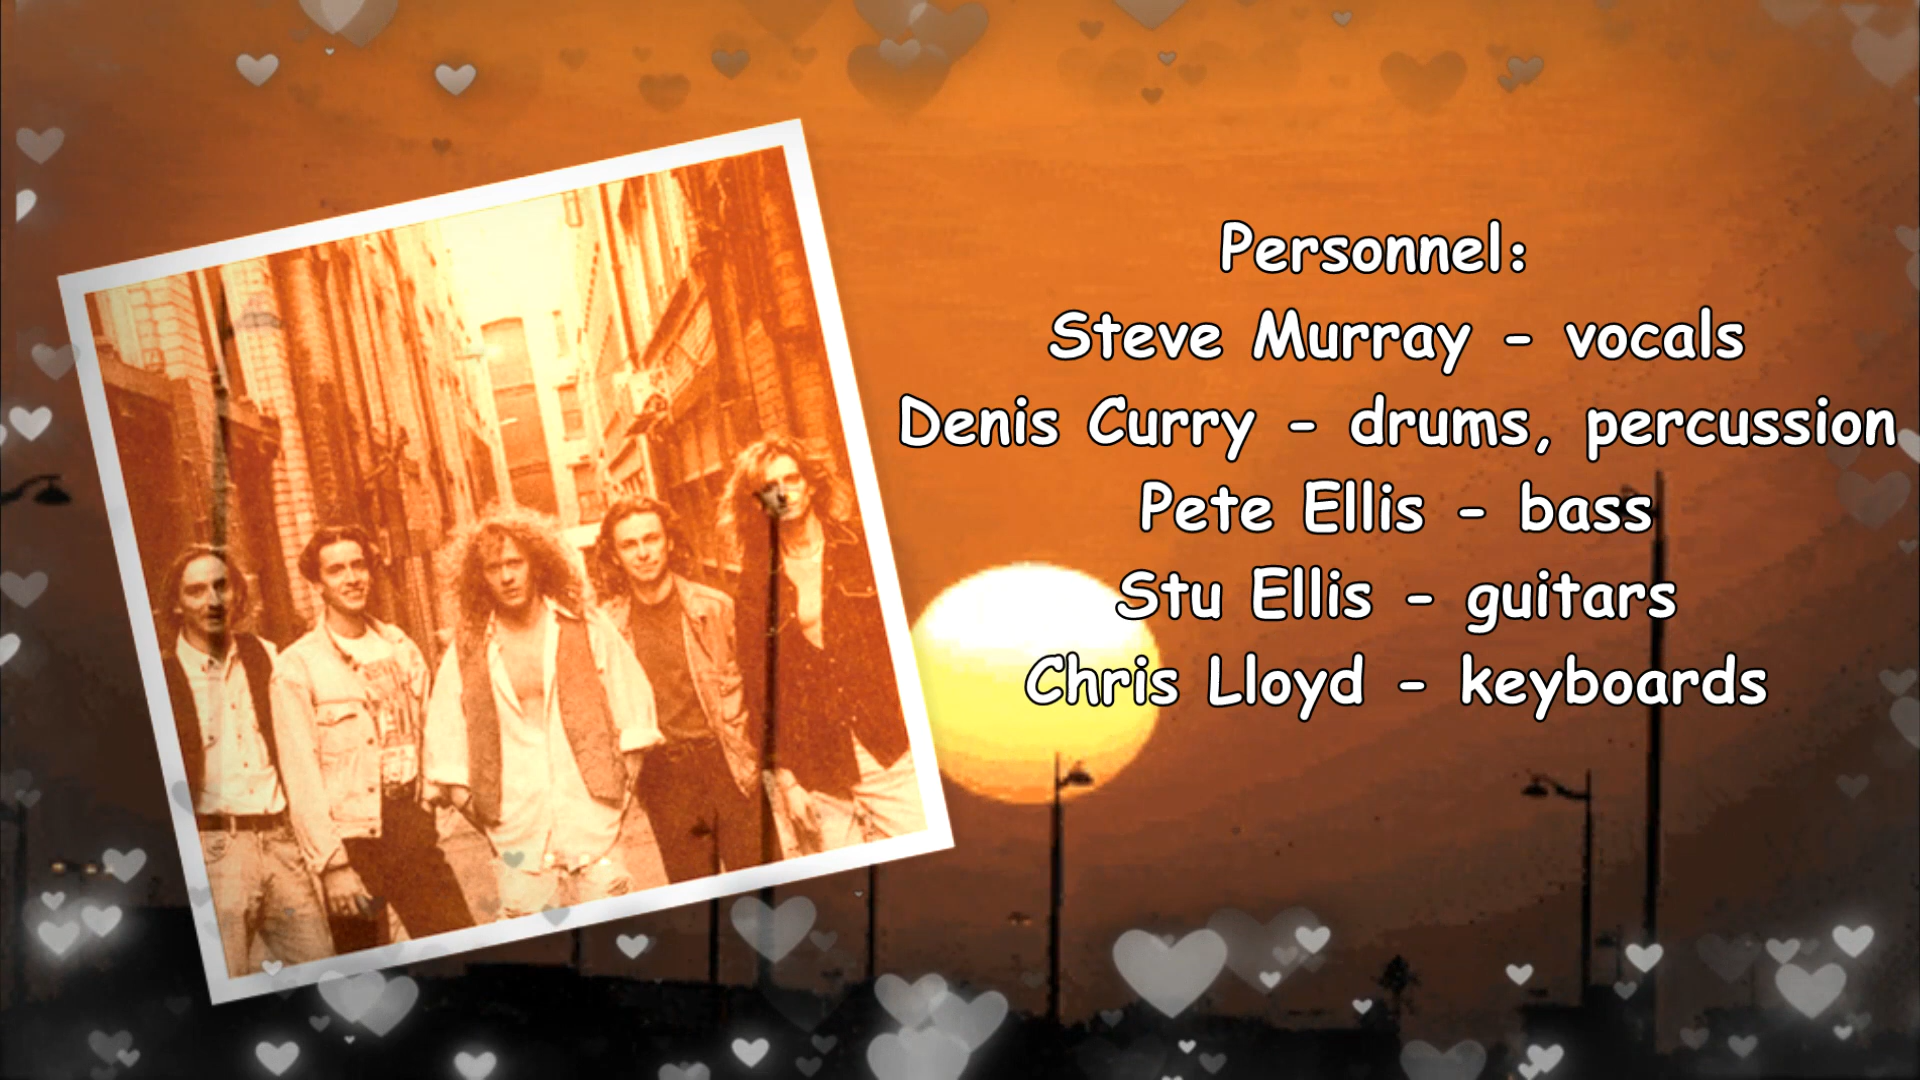 Personnel:
Steve Murray - vocals
Denis Curry - drums, percussion
Pete Ellis - bass
Stu Ellis - guitars
Chris Lloyd - keyboards